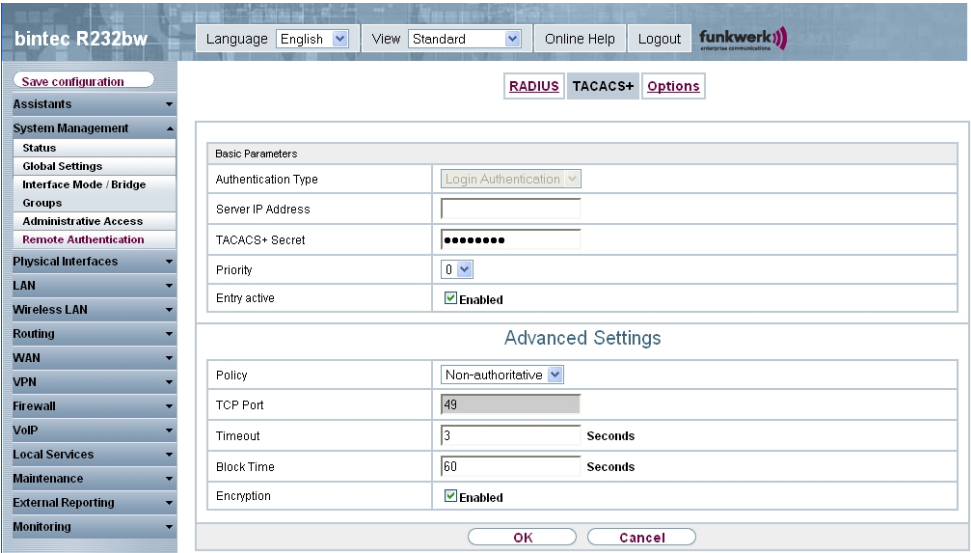 bintec R232bw
Language English View Standard Online Help Logout funkwerk
enterprise communications
Save configuration
Assistants
System Management
Status
Global Settings
Interface Mode / Bridge
Groups
Administrative Access
Remote Authentication
Physical Interfaces
LAN
Wireless LAN
Routing
WAN
VPN
Firewall
VoIP
Local Services
Maintenance
External Reporting
Monitoring
RADIUS TACACS+ Options
Basic Parameters
Authentication Type Login Authentication
Server IP Address
TACACS+ Secret ••••••••
Priority 0
Entry active Enabled
Advanced Settings
Policy Non-authoritative
TCP Port 49
Timeout 3 Seconds
Block Time 60 Seconds
Encryption Enabled
OK Cancel